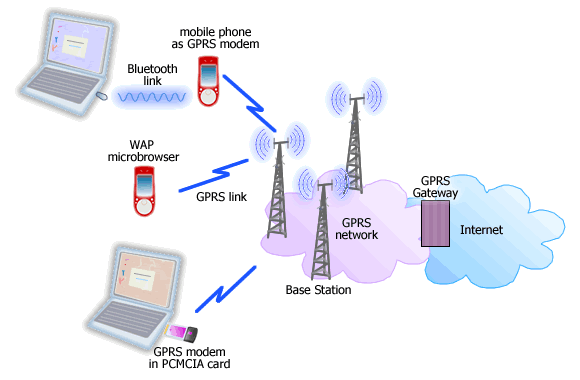 mobile phone
as GPRS modem
Bluetooth
link
WAP
microbrowser
GPRS link
GPRS
Gateway
GPRS
network
Internet
Base Station
GPRS modem
in PCMCIA card